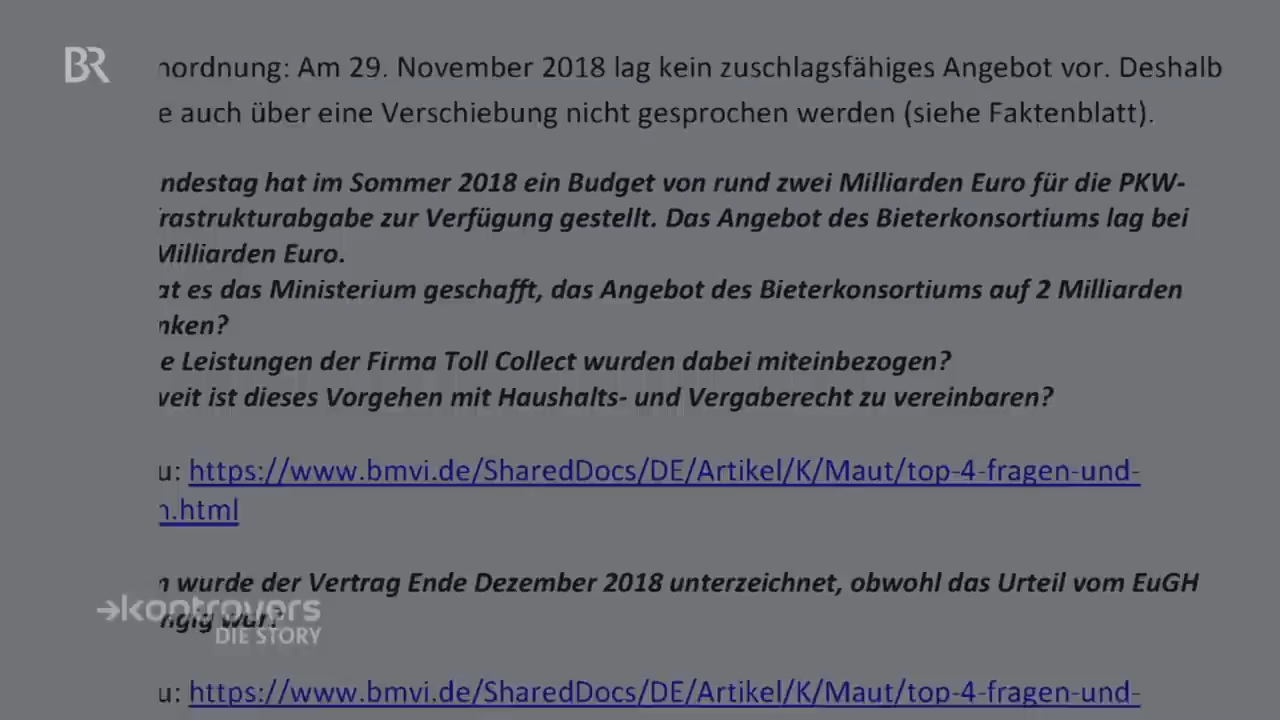 BR
nordnung: Am 29. November 2018 lag kein zuschlagsfähiges Angebot vor. Deshalb
e auch über eine Verschiebung nicht gesprochen werden (siehe Faktenblatt).
ndestag hat im Sommer 2018 ein Budget von rund zwei Milliarden Euro für die PKW-
frastrukturabgabe zur Verfügung gestellt. Das Angebot des Bieterkonsortiums lag bei
Milliarden Euro.
at es das Ministerium geschafft, das Angebot des Bieterkonsortiums auf 2 Milliarden
nken?
e Leistungen der Firma Toll Collect wurden dabei miteinbezogen?
weit ist dieses Vorgehen mit Haushalts- und Vergaberecht zu vereinbaren?
u: https://www.bmvi.de/SharedDocs/DE/Artikel/K/Maut/top-4-fragen-und-
n.html
n wurde der Vertrag Ende Dezember 2018 unterzeichnet, obwohl das Urteil vom EuGH
ngig war?
kontrovers
DIE STORY
u: https://www.bmvi.de/SharedDocs/DE/Artikel/K/Maut/top-4-fragen-und-